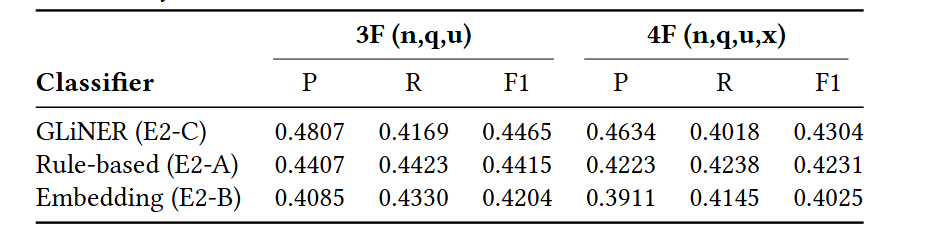 3F (n,q,u) 4F (n,q,u,x)
Classifier P R F1 P R F1
GLiNER (E2-C) 0.4807 0.4169 0.4465 0.4634 0.4018 0.4304
Rule-based (E2-A) 0.4407 0.4423 0.4415 0.4223 0.4238 0.4231
Embedding (E2-B) 0.4085 0.4330 0.4204 0.3911 0.4145 0.4025